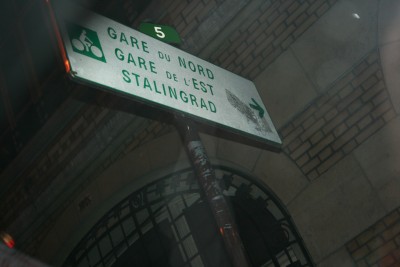 5
GARE DU NORD
GARE DE L'EST
STALINGRAD